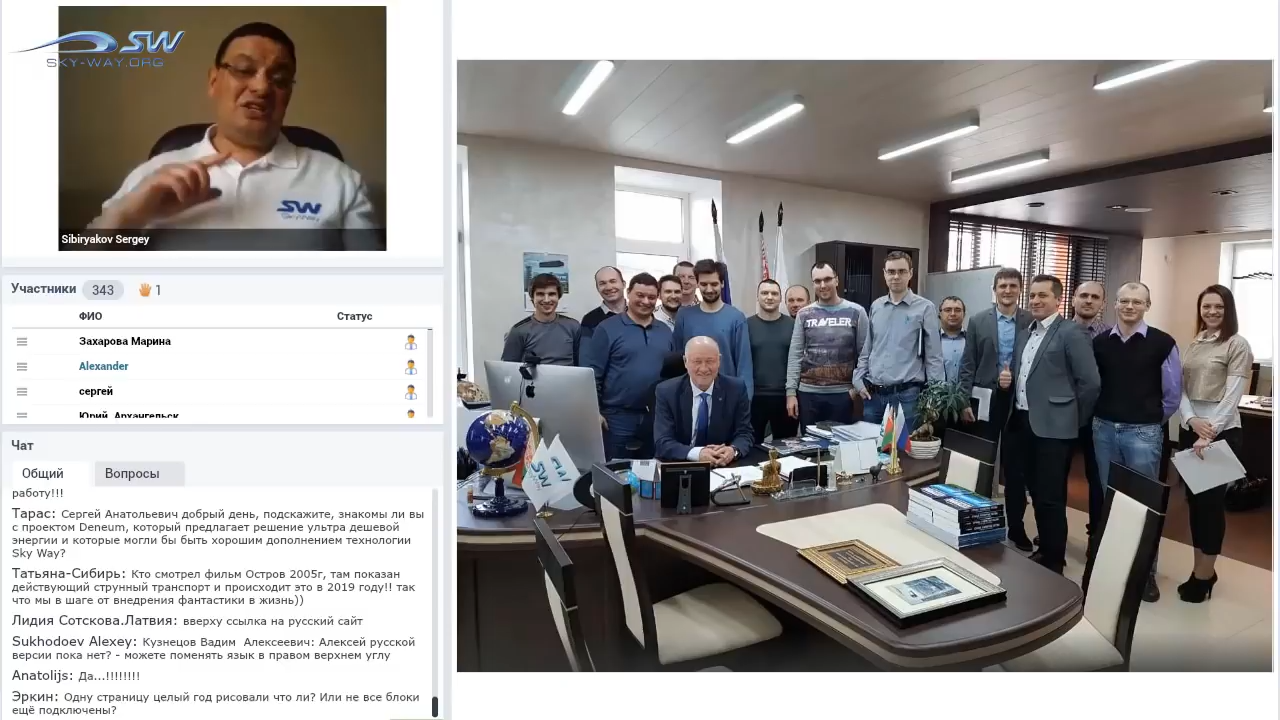 SW
SKY-WAY.ORG
SW
SkyWay
Sibiryakov Sergey
Участники 343 1
ФИО Статус
Захарова Марина
Alexander
сергей
Юрий, Архангельск
Чат
Общий Вопросы
работу!!!
Тарас: Сергей Анатольевич добрый день, подскажите, знакомы ли вы
с проектом Deneum, который предлагает решение ультра дешевой
энергии и которые могли бы быть хорошим дополнением технологии
Sky Way?
Татьяна-Сибирь: Кто смотрел фильм Остров 2005г, там показан
действующий струнный транспорт и происходит это в 2019 году!! так
что мы в шаге от внедрения фантастики в жизнь))
Лидия Сотскова.Латвия: вверху ссылка на русский сайт
Sukhodoev Alexey: Кузнецов Вадим Алексеевич: Алексей русской
версии пока нет? - можете поменять язык в правом верхнем углу
Anatolijs: Да...!!!!!!!!
Эркин: Одну страницу целый год рисовали что ли? Или не все блоки
ещё подключены?
TRAVELER
SW